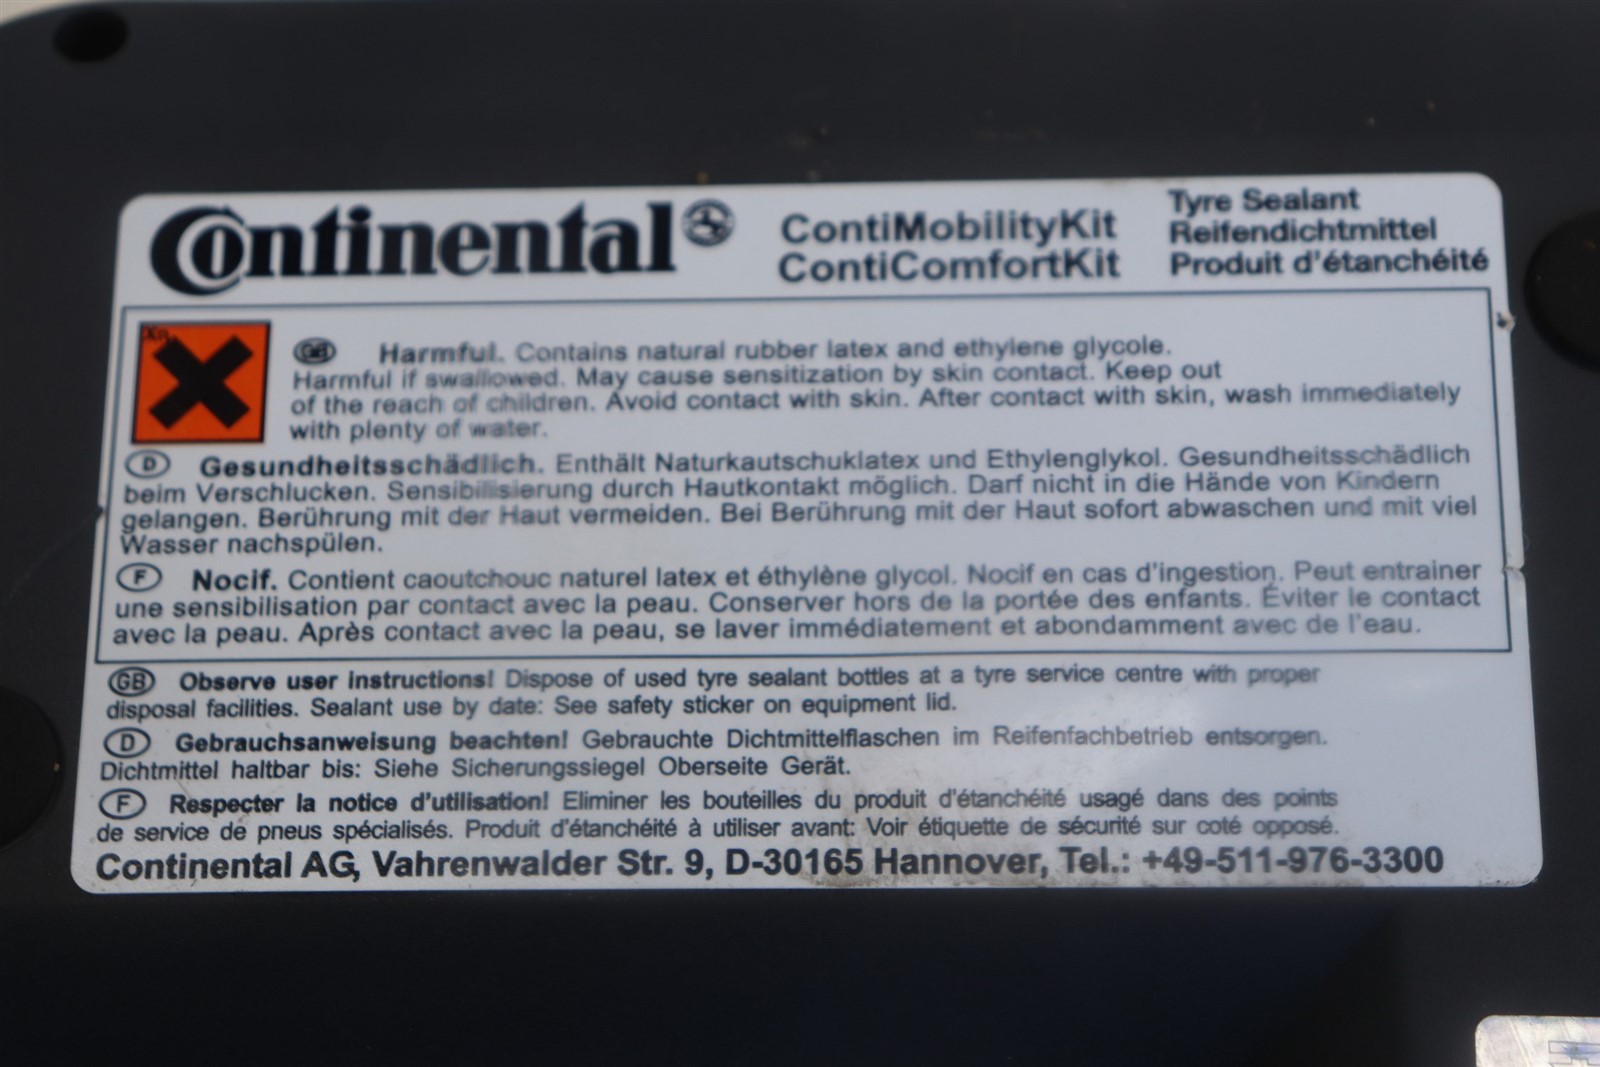 Continental
ContiMobilityKit
ContiComfortKit
Tyre Sealant
Reifendichtmittel
Produit d'étanchéité
Xn
GB Harmful. Contains natural rubber latex and ethylene glycole.
Harmful if swallowed. May cause sensitization by skin contact. Keep out
of the reach of children. Avoid contact with skin. After contact with skin, wash immediately
with plenty of water.
D Gesundheitsschädlich. Enthält Naturkautschuklatex und Ethylenglykol. Gesundheitsschädlich
beim Verschlucken. Sensibilisierung durch Hautkontakt möglich. Darf nicht in die Hände von Kindern
gelangen. Berührung mit der Haut vermeiden. Bei Berührung mit der Haut sofort abwaschen und mit viel
Wasser nachspülen.
F Nocif. Contient caoutchouc naturel latex et éthylène glycol. Nocif en cas d'ingestion. Peut entrainer
une sensibilisation par contact avec la peau. Conserver hors de la portée des enfants. Éviter le contact
avec la peau. Après contact avec la peau, se laver immédiatement et abondamment avec de l'eau.
GB Observe user instructions! Dispose of used tyre sealant bottles at a tyre service centre with proper
disposal facilities. Sealant use by date: See safety sticker on equipment lid.
D Gebrauchsanweisung beachten! Gebrauchte Dichtmittelflaschen im Reifenfachbetrieb entsorgen.
Dichtmittel haltbar bis: Siehe Sicherungssiegel Oberseite Gerät.
F Respecter la notice d'utilisation! Eliminer les bouteilles du produit d'étanchéité usagé dans des points
de service de pneus spécialisés. Produit d'étanchéité à utiliser avant: Voir étiquette de sécurité sur coté opposé.
Continental AG, Vahrenwalder Str. 9, D-30165 Hannover, Tel.: +49-511-976-3300